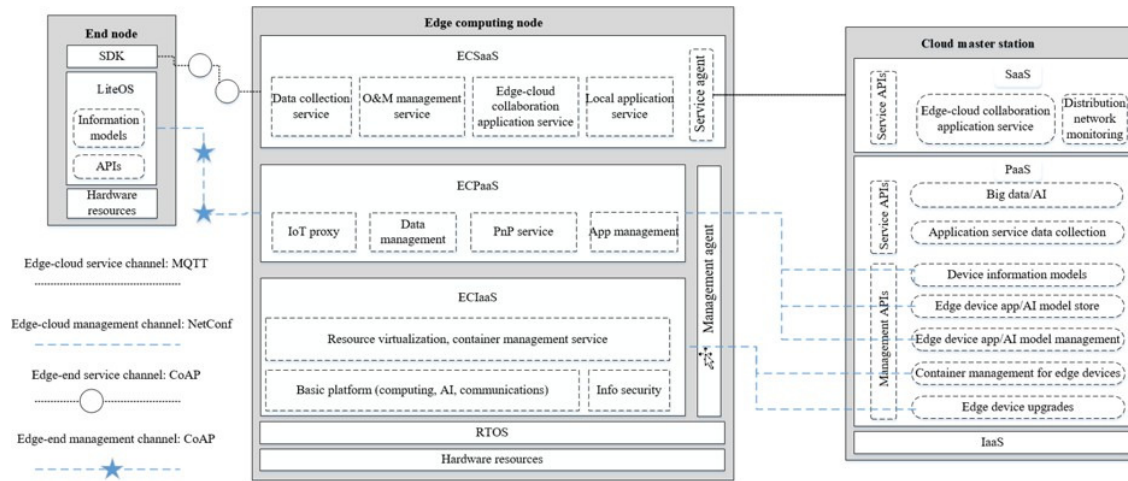 End node
SDK
LiteOS
Information
models
APIs
Hardware
resources
Edge-cloud service channel: MQTT
Edge-cloud management channel: NetConf
Edge-end service channel: CoAP
Edge-end management channel: CoAP
Edge computing node
ECSaaS
Data collection
service
O&M management
service
Edge-cloud
collaboration
application service
Local application
service
Service agent
ECPaaS
IoT proxy
Data
management
PnP service
App management
ECIaaS
Resource virtualization, container management service
Basic platform (computing, AI, communications)
Info security
Management agent
RTOS
Hardware resources
Cloud master station
SaaS
Service APIs
Edge-cloud collaboration
application service
Distribution
network
monitoring
PaaS
Service APIs
Big data/AI
Application service data collection
Management APIs
Device information models
Edge device app/AI model store
Edge device app/AI model management
Container management for edge devices
Edge device upgrades
IaaS